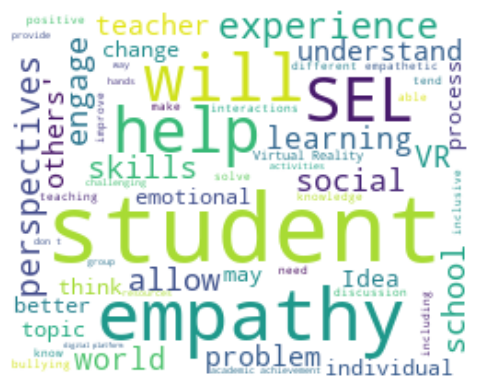 positive
provide
teacher
experience
change
way
hands
engage
others'
perspectives
improve
make
will
different empathetic
understand
tend
able
process
SEL
interactions
help
learning
Virtual Reality
VR
activities
skills
social
solve
challenging
teaching
emotional
knowledge
inclusive
student
don t
group
allow
may
need
Idea
discussion
school
think
resources
better
empathy
including
topic
know
bullying
digital platform
world
problem
academic achievement
individual